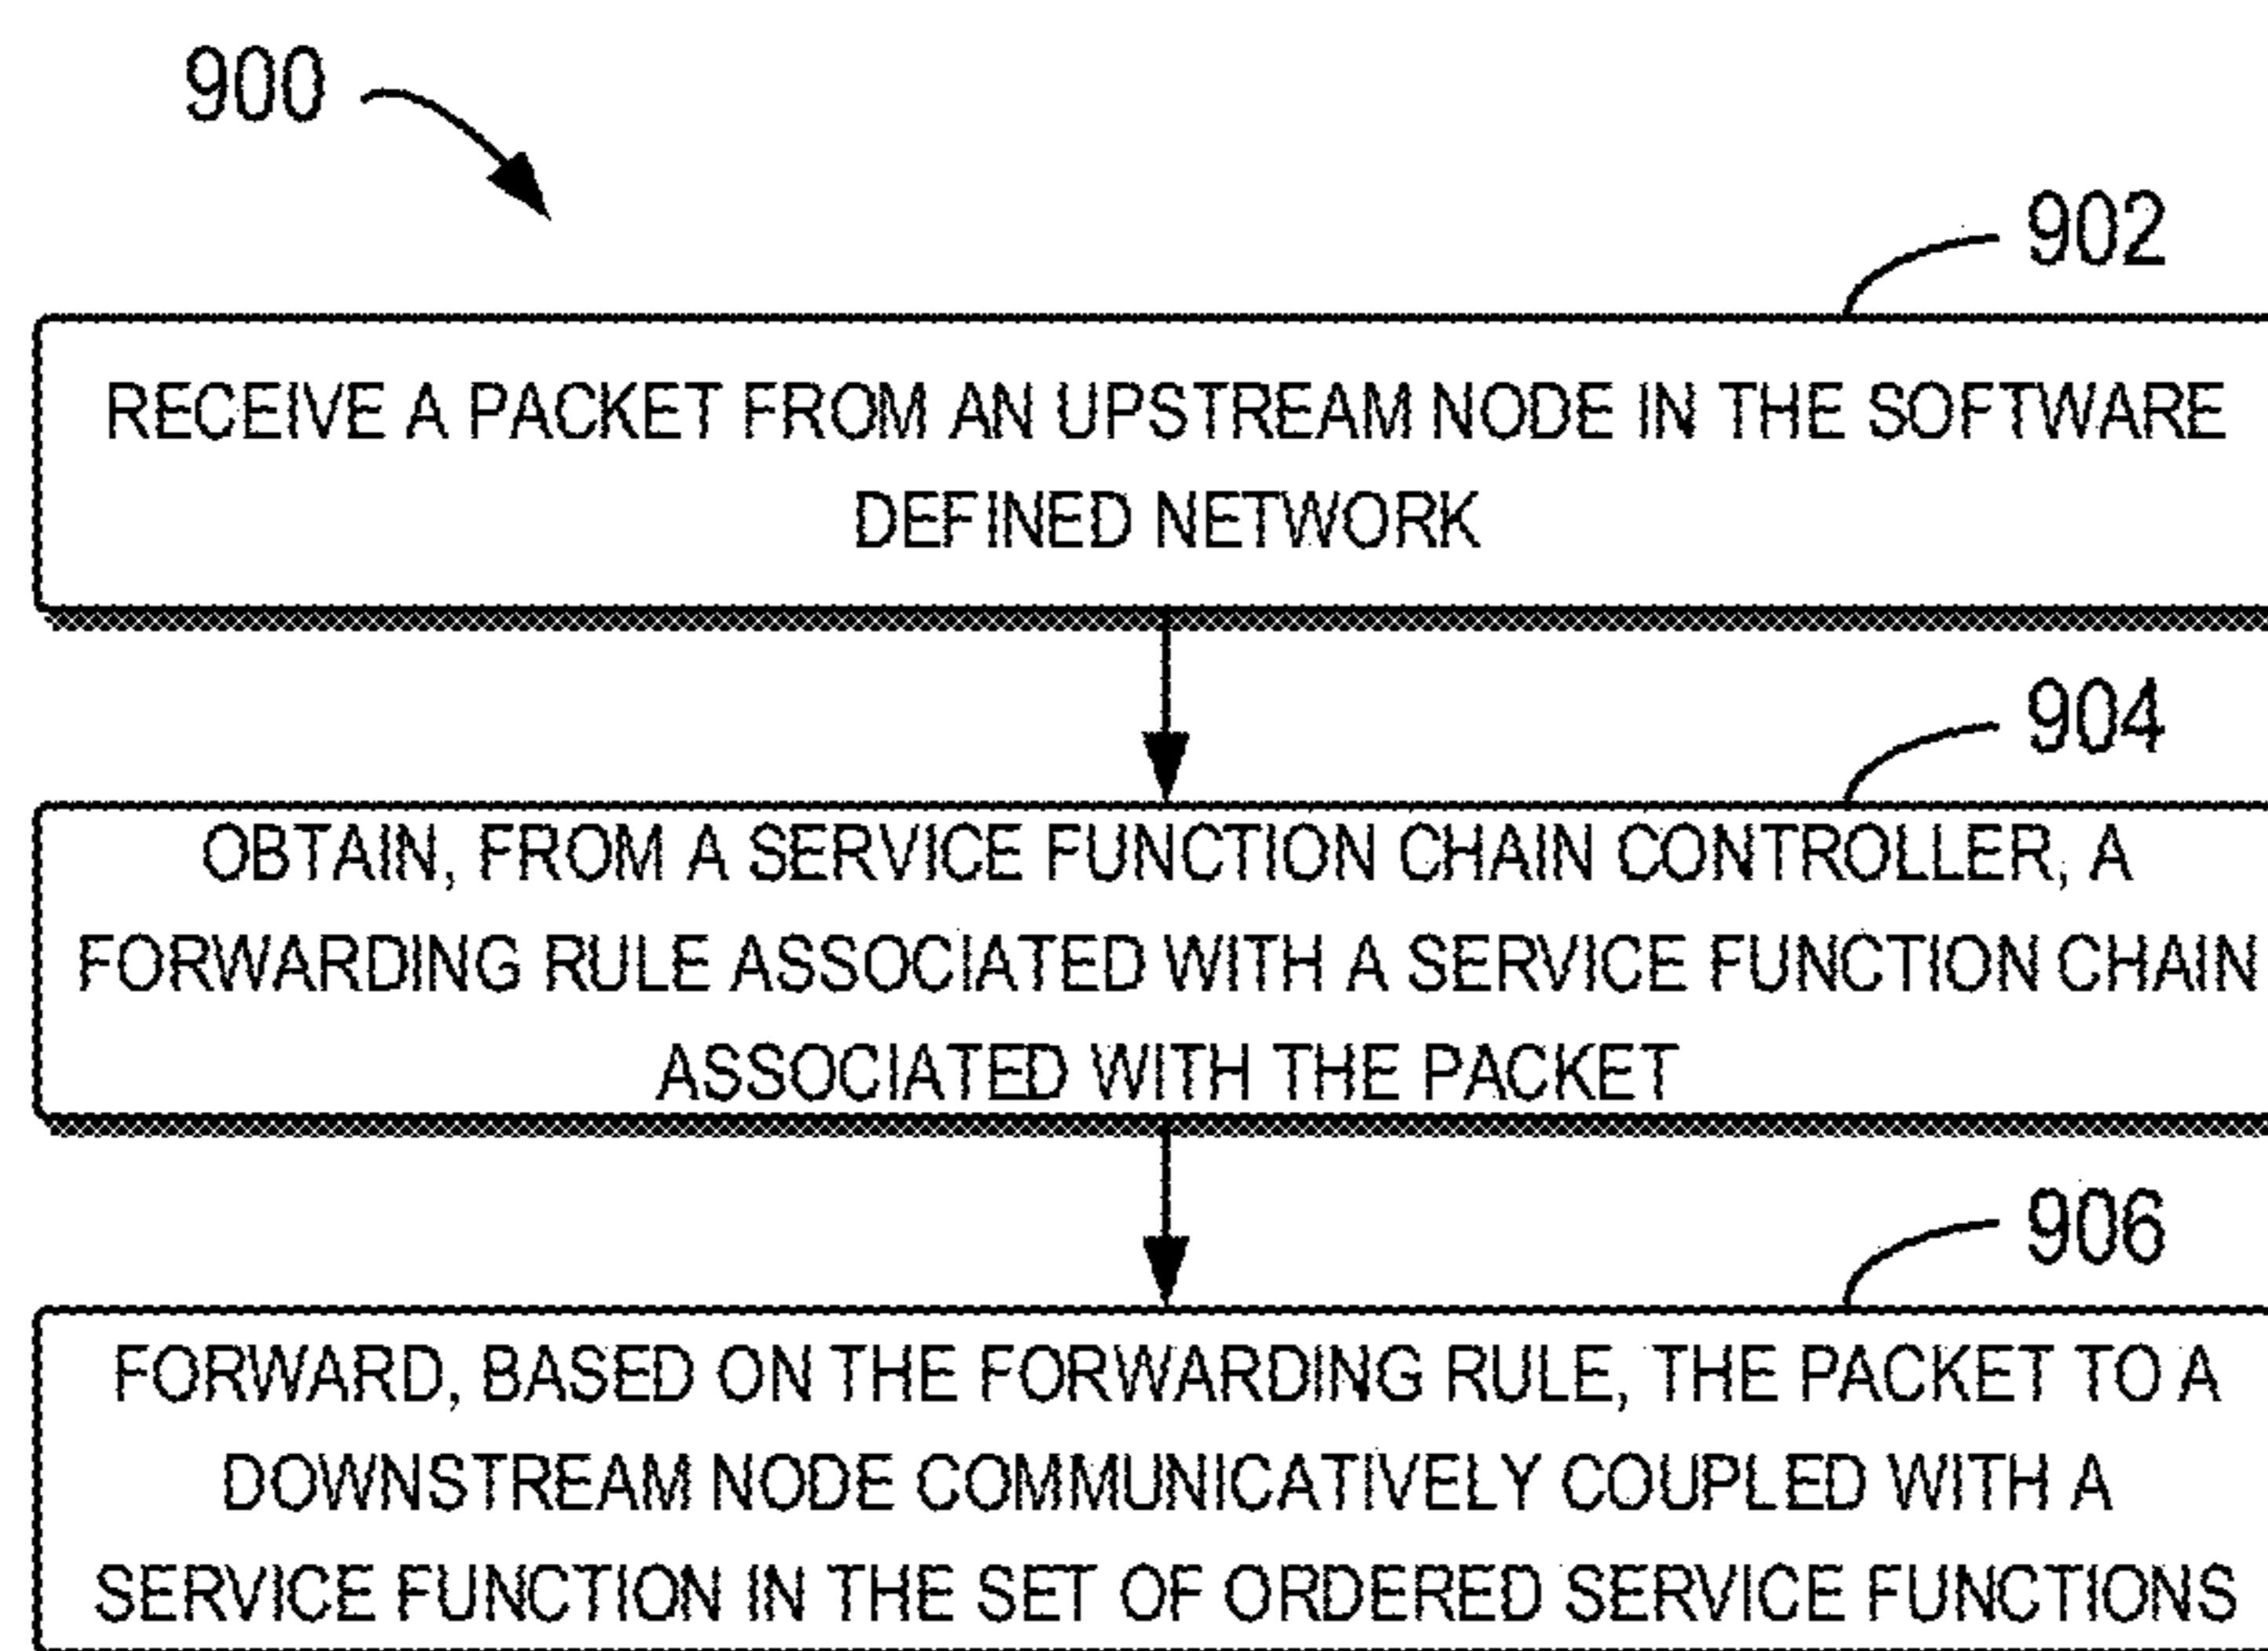 900
902
RECEIVE A PACKET FROM AN UPSTREAM NODE IN THE SOFTWARE
DEFINED NETWORK
904
OBTAIN, FROM A SERVICE FUNCTION CHAIN CONTROLLER, A
FORWARDING RULE ASSOCIATED WITH A SERVICE FUNCTION CHAIN
ASSOCIATED WITH THE PACKET
906
FORWARD, BASED ON THE FORWARDING RULE, THE PACKET TO A
DOWNSTREAM NODE COMMUNICATIVELY COUPLED WITH A
SERVICE FUNCTION IN THE SET OF ORDERED SERVICE FUNCTIONS